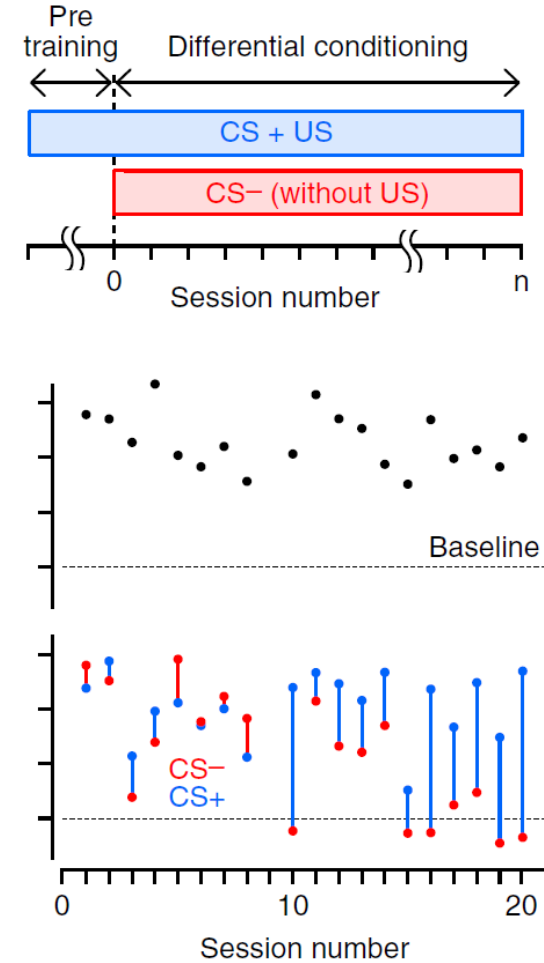 Pre
training
Differential conditioning
CS + US
CS– (without US)
0
n
Session number
Baseline
CS–
CS+
0
10
20
Session number